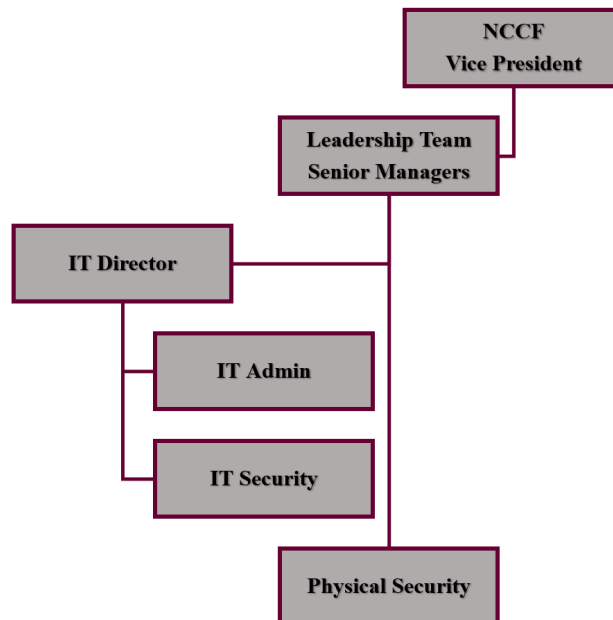 NCCF
Vice President
Leadership Team
Senior Managers
IT Director
IT Admin
IT Security
Physical Security